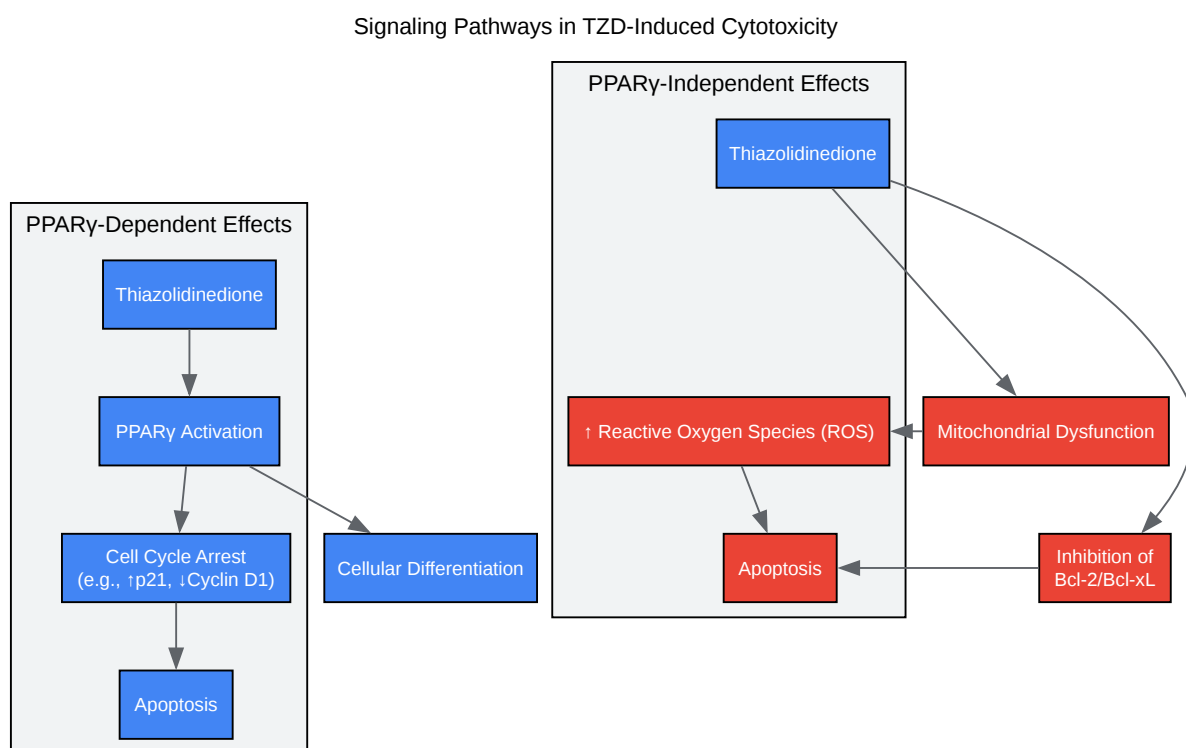 Signaling Pathways in TZD-Induced Cytotoxicity
PPARγ-Dependent Effects
Thiazolidinedione
PPARγ Activation
Cell Cycle Arrest
(e.g., ↑p21, ↓Cyclin D1)
Cellular Differentiation
Apoptosis
PPARγ-Independent Effects
Thiazolidinedione
↑ Reactive Oxygen Species (ROS)
Mitochondrial Dysfunction
Apoptosis
Inhibition of
Bcl-2/Bcl-xL